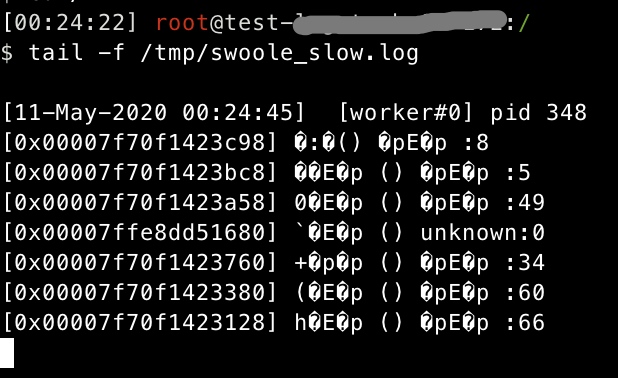 [00:24:22] root@test- :/
$ tail -f /tmp/swoole_slow.log
[11-May-2020 00:24:45] [worker#0] pid 348
[0x00007f70f1423c98] �:�() �pE�p :8
[0x00007f70f1423bc8] ��E�p () �pE�p :5
[0x00007f70f1423a58] 0�E�p () �pE�p :49
[0x00007ffe8dd51680] `�E�p () unknown:0
[0x00007f70f1423760] +�p�p () �pE�p :34
[0x00007f70f1423380] (�E�p () �pE�p :60
[0x00007f70f1423128] h�E�p () �pE�p :66